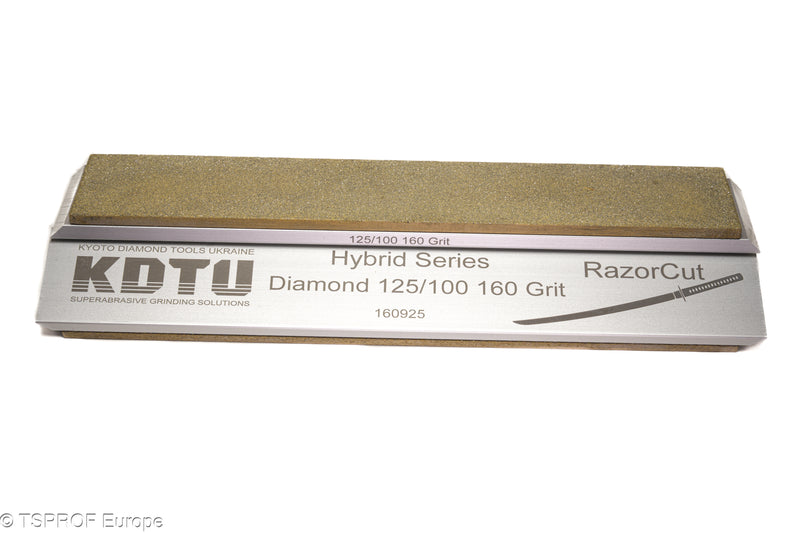 125/100 160 Grit
KYOTO DIAMOND TOOLS UKRAINE
KDTU
SUPERABRASIVE GRINDING SOLUTIONS
Hybrid Series
Diamond 125/100 160 Grit
160925
RazorCut
© TSPROF Europe